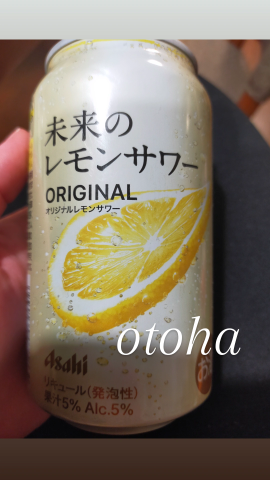 未来の
レモンサワー
ORIGINAL
オリジナルレモンサワー
otoha
Asahi
リキュール(発泡性)
果汁5% Alc.5%
お